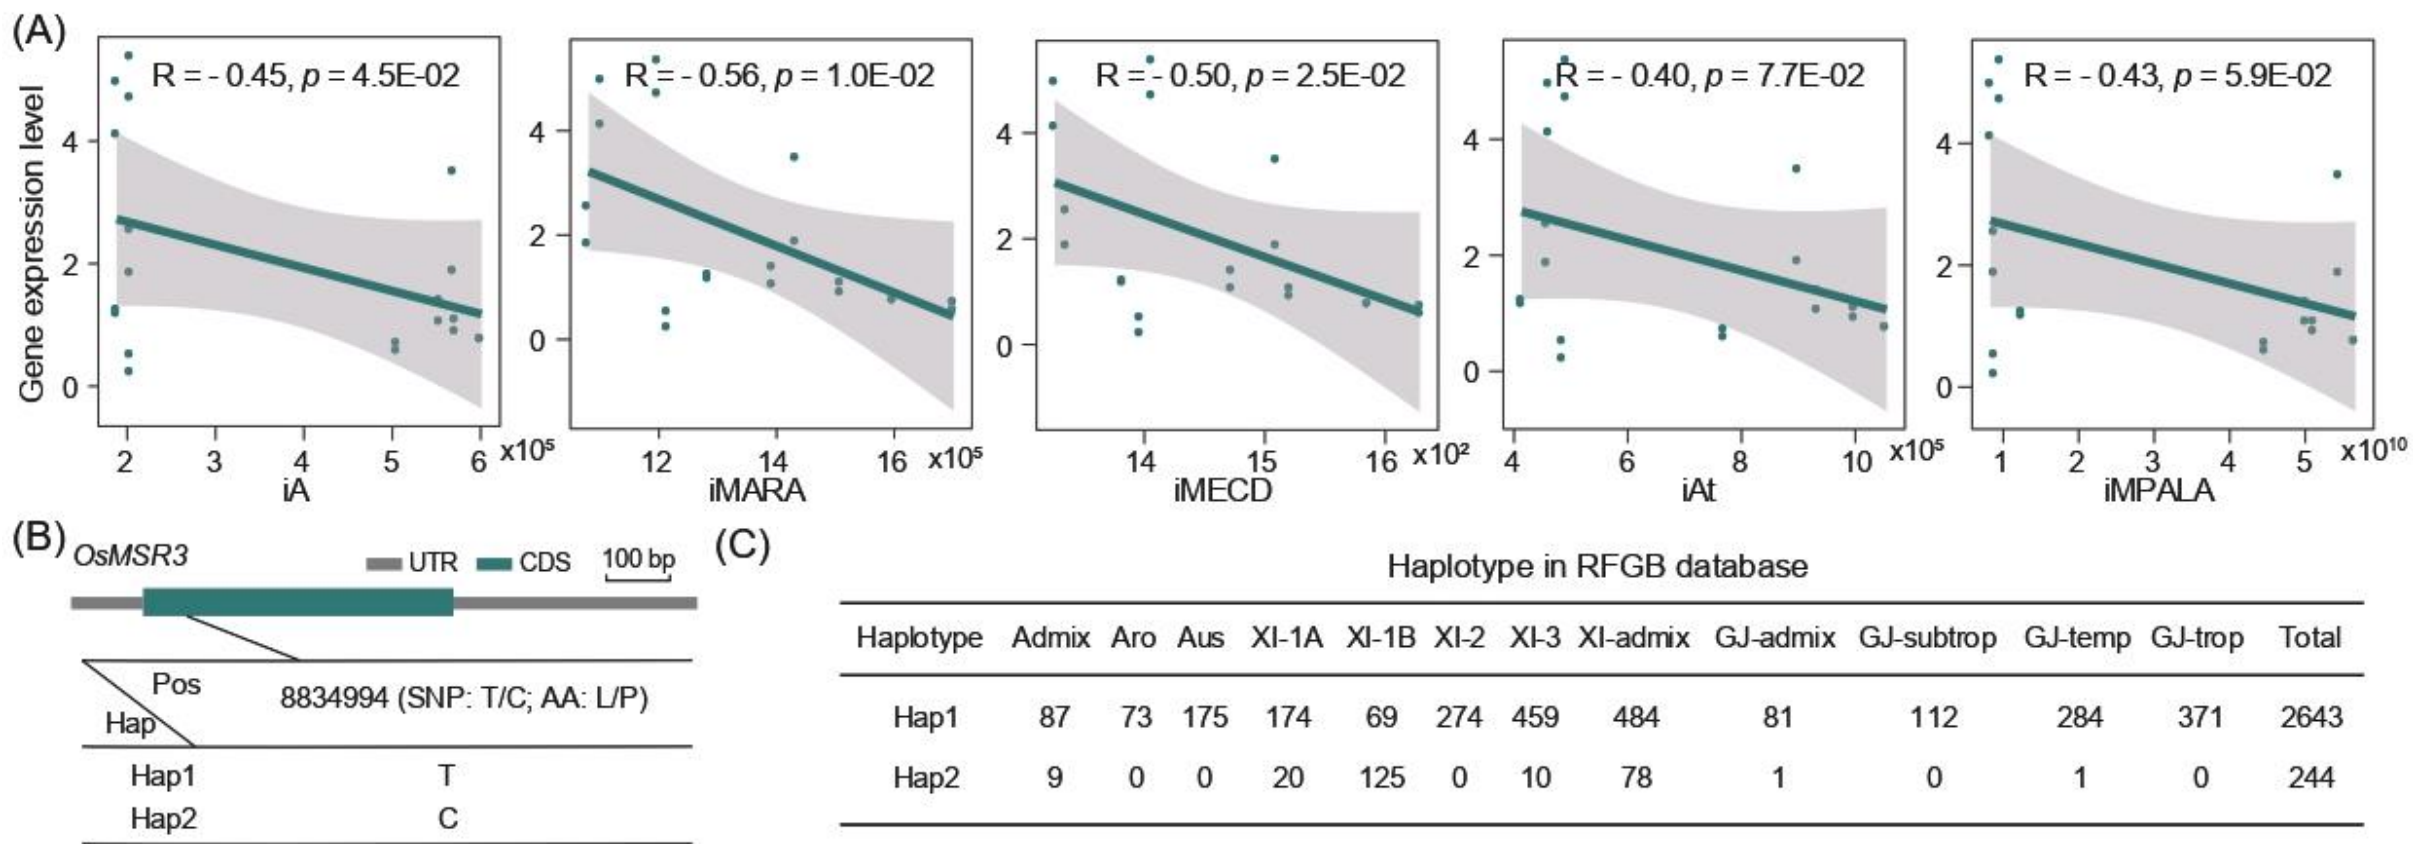 (A)
R = - 0.45, p = 4.5E-02
R = - 0.56, p = 1.0E-02
R = - 0.50, p = 2.5E-02
R = - 0.40, p = 7.7E-02
R = - 0.43, p = 5.9E-02
Gene expression level
4
2
0
4
2
0
4
2
0
4
2
0
4
2
0
2 3 4 5 6 x10⁵
12 14 16 x10⁵
14 15 16 x10²
4 6 8 10 x10⁵
1 2 3 4 5 x10¹⁰
iA
iMARA
iMECD
iAt
iMPALA
(B)
OsMSR3
UTR CDS 100 bp
Pos
Hap
8834994 (SNP: T/C; AA: L/P)
Hap1 T
Hap2 C
(C)
Haplotype in RFGB database
Haplotype Admix Aro Aus XI-1A XI-1B XI-2 XI-3 XI-admix GJ-admix GJ-subtrop GJ-temp GJ-trop Total
Hap1 87 73 175 174 69 274 459 484 81 112 284 371 2643
Hap2 9 0 0 20 125 0 10 78 1 0 1 0 244